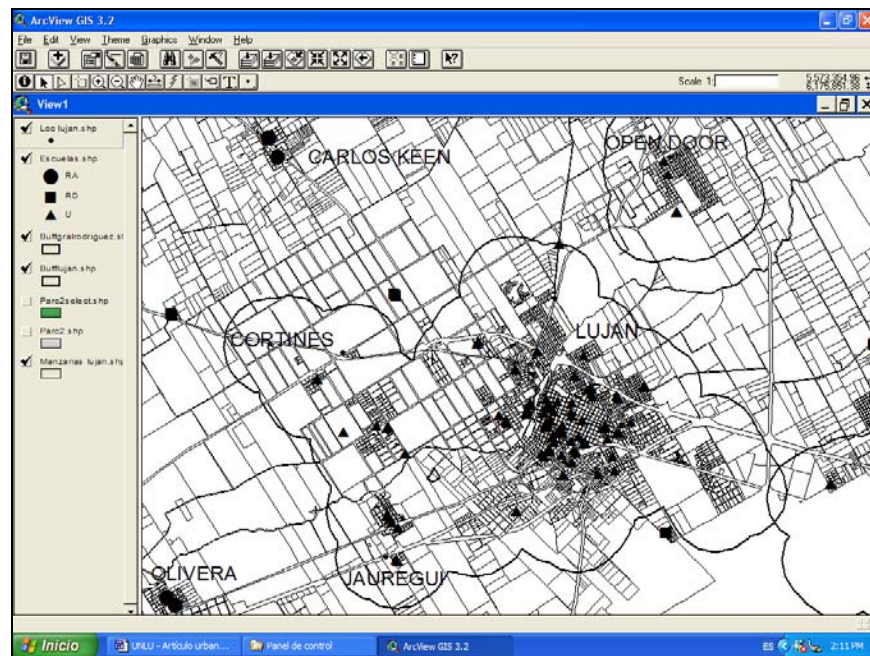 ArcView GIS 3.2
File Edit View Theme Graphics Window Help
Scale 1:
View1
Loc lujan.shp
Escuelas.shp
RA
RD
U
Buffgralrodriguez.sh
Bufflujan.shp
Parc2select.shp
Parc2.shp
Manzanas lujan.shp
CARLOS KEEN
OPEN DOOR
CORTINES
LUJAN
OLIVERA
JAUREGUI
Inicio
UNLU - Artículo urban...
Panel de control
ArcView GIS 3.2
ES
2:11 PM